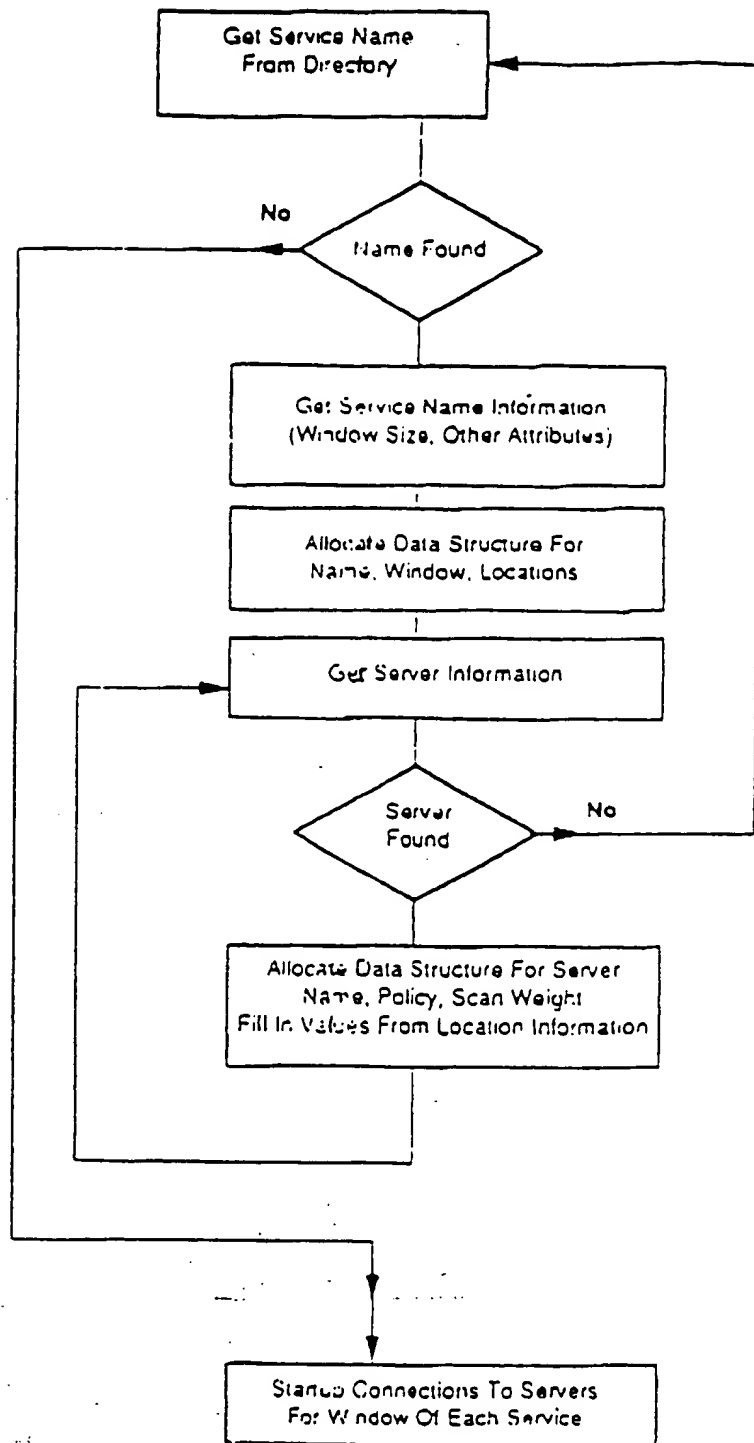 Get Service Name
From Directory
No
Name Found
Get Service Name Information
(Window Size, Other Attributes)
Allocate Data Structure For
Name, Window, Locations
Get Server Information
Server
Found
No
Allocate Data Structure For Server
Name, Policy, Scan Weight
Fill In Values From Location Information
Startup Connections To Servers
For Window Of Each Service